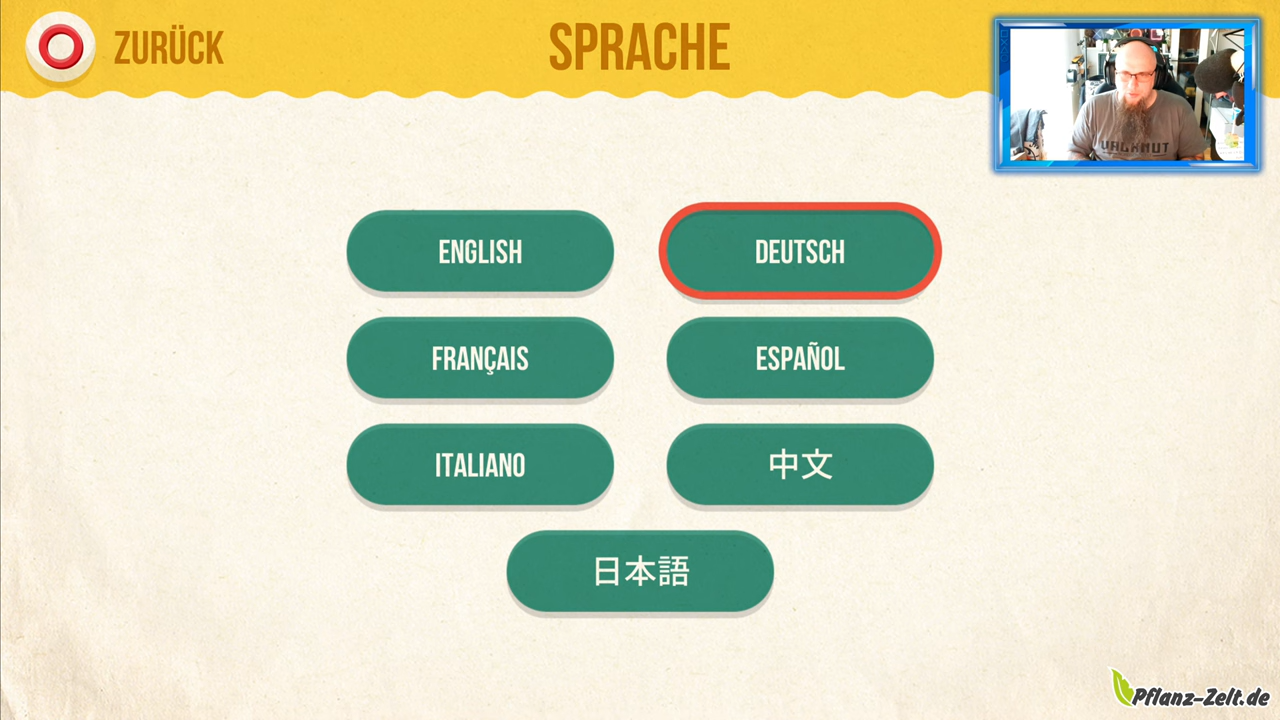 ZURÜCK
SPRACHE
ENGLISH
DEUTSCH
FRANÇAIS
ESPAÑOL
ITALIANO
中文
日本語
Pflanz-Zelt.de